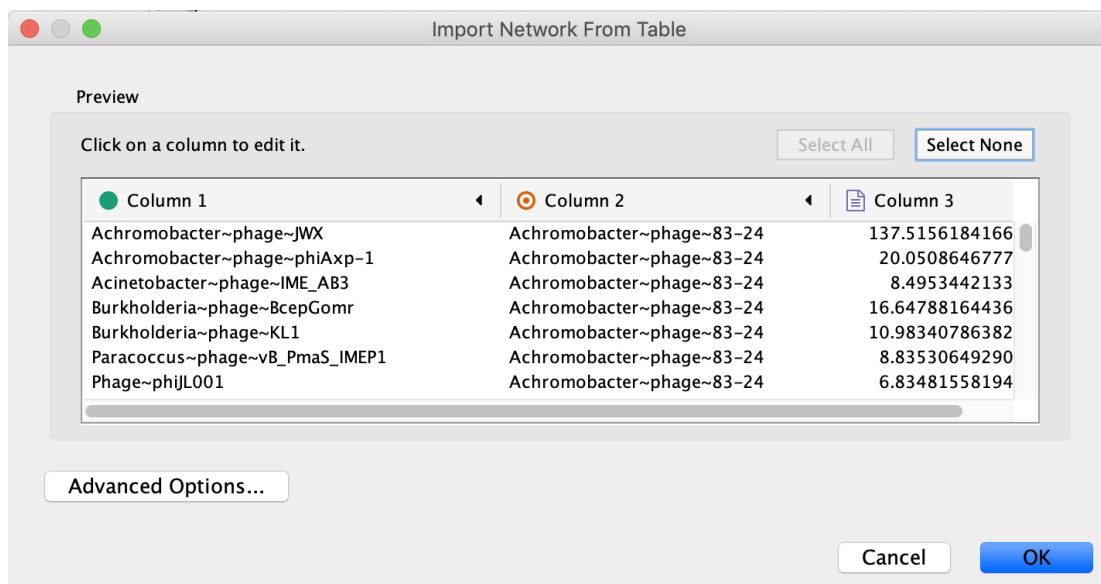 Import Network From Table
Preview
Click on a column to edit it.
Select All
Select None
Column 1
Column 2
Column 3
Achromobacter~phage~JWX Achromobacter~phage~83-24 137.5156184166
Achromobacter~phage~phiAxp-1 Achromobacter~phage~83-24 20.0508646777
Acinetobacter~phage~IME_AB3 Achromobacter~phage~83-24 8.4953442133
Burkholderia~phage~BcepGomr Achromobacter~phage~83-24 16.64788164436
Burkholderia~phage~KL1 Achromobacter~phage~83-24 10.98340786382
Paracoccus~phage~vB_PmaS_IMEP1 Achromobacter~phage~83-24 8.83530649290
Phage~phiJL001 Achromobacter~phage~83-24 6.83481558194
Advanced Options...
Cancel
OK